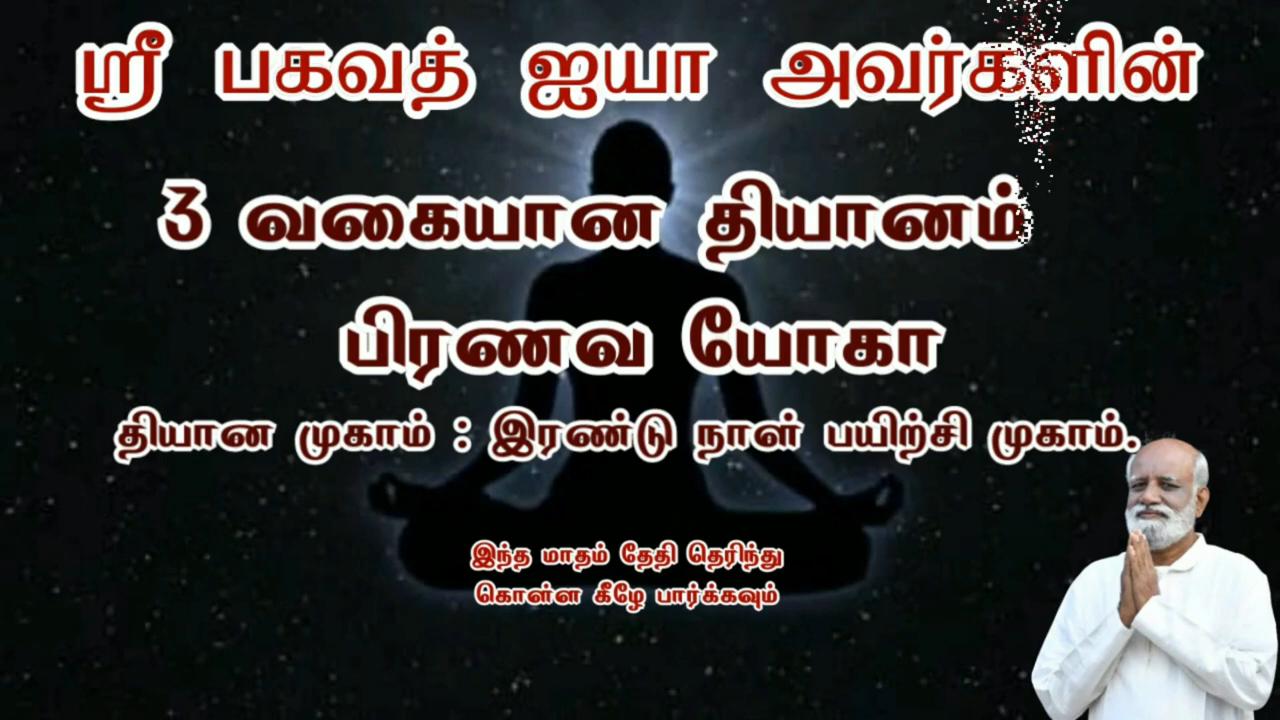 ஸ்ரீ பகவத் ஐயா அவர்களின்
3 வகையான தியானம்
பிரணவ யோகா
தியான முகாம் : இரண்டு நாள் பயிற்சி முகாம்.
இந்த மாதம் தேதி தெரிந்து
கொள்ள கீழே பார்க்கவும்